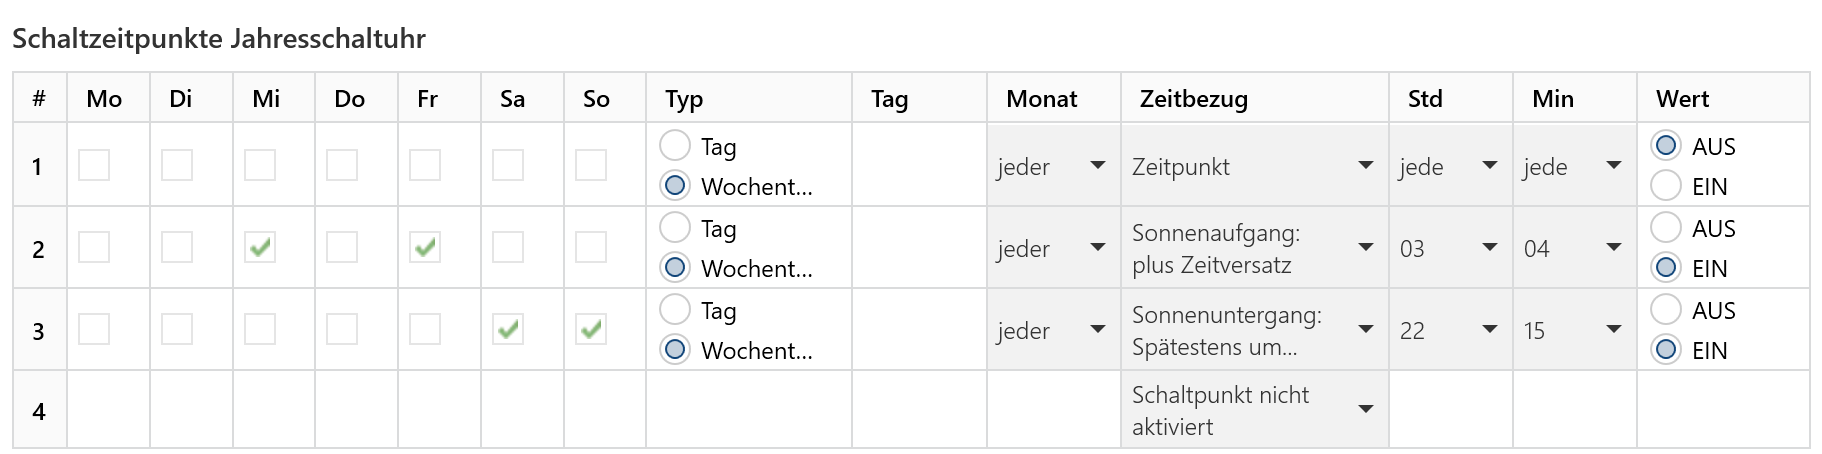 Schaltzeitpunkte Jahresschaltuhr
# Mo Di Mi Do Fr Sa So Typ Tag Monat Zeitbezug Std Min Wert
1 Tag Wochent... jeder Zeitpunkt jede jede AUS EIN
2 Tag Wochent... jeder Sonnenaufgang: plus Zeitversatz 03 04 AUS EIN
3 Tag Wochent... jeder Sonnenuntergang: Spätestens um... 22 15 AUS EIN
4 Schaltpunkt nicht aktiviert